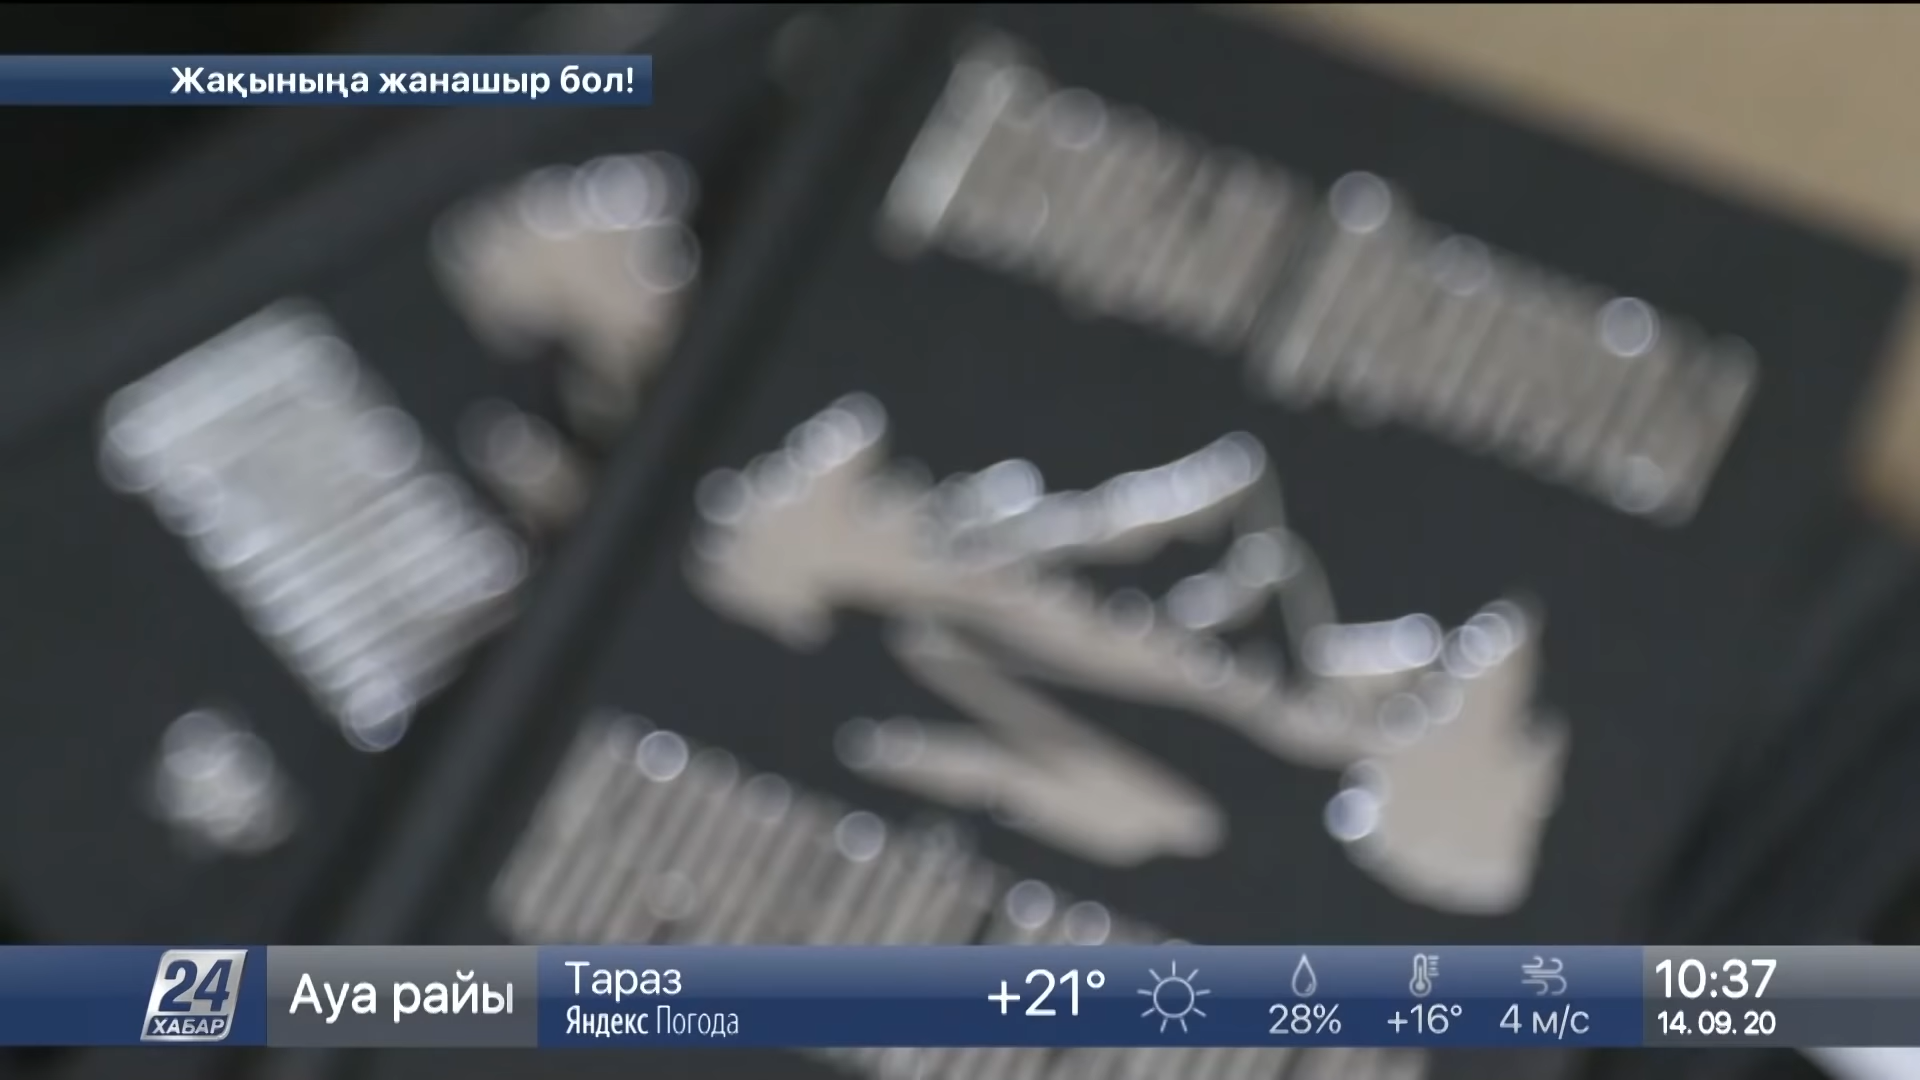 Жақыныңа жанашыр бол!
24
ХАБАР
Ауа райы
Тараз
Яндекс Погода
+21°
28%
+16°
4 м/с
10:37
14. 09. 20